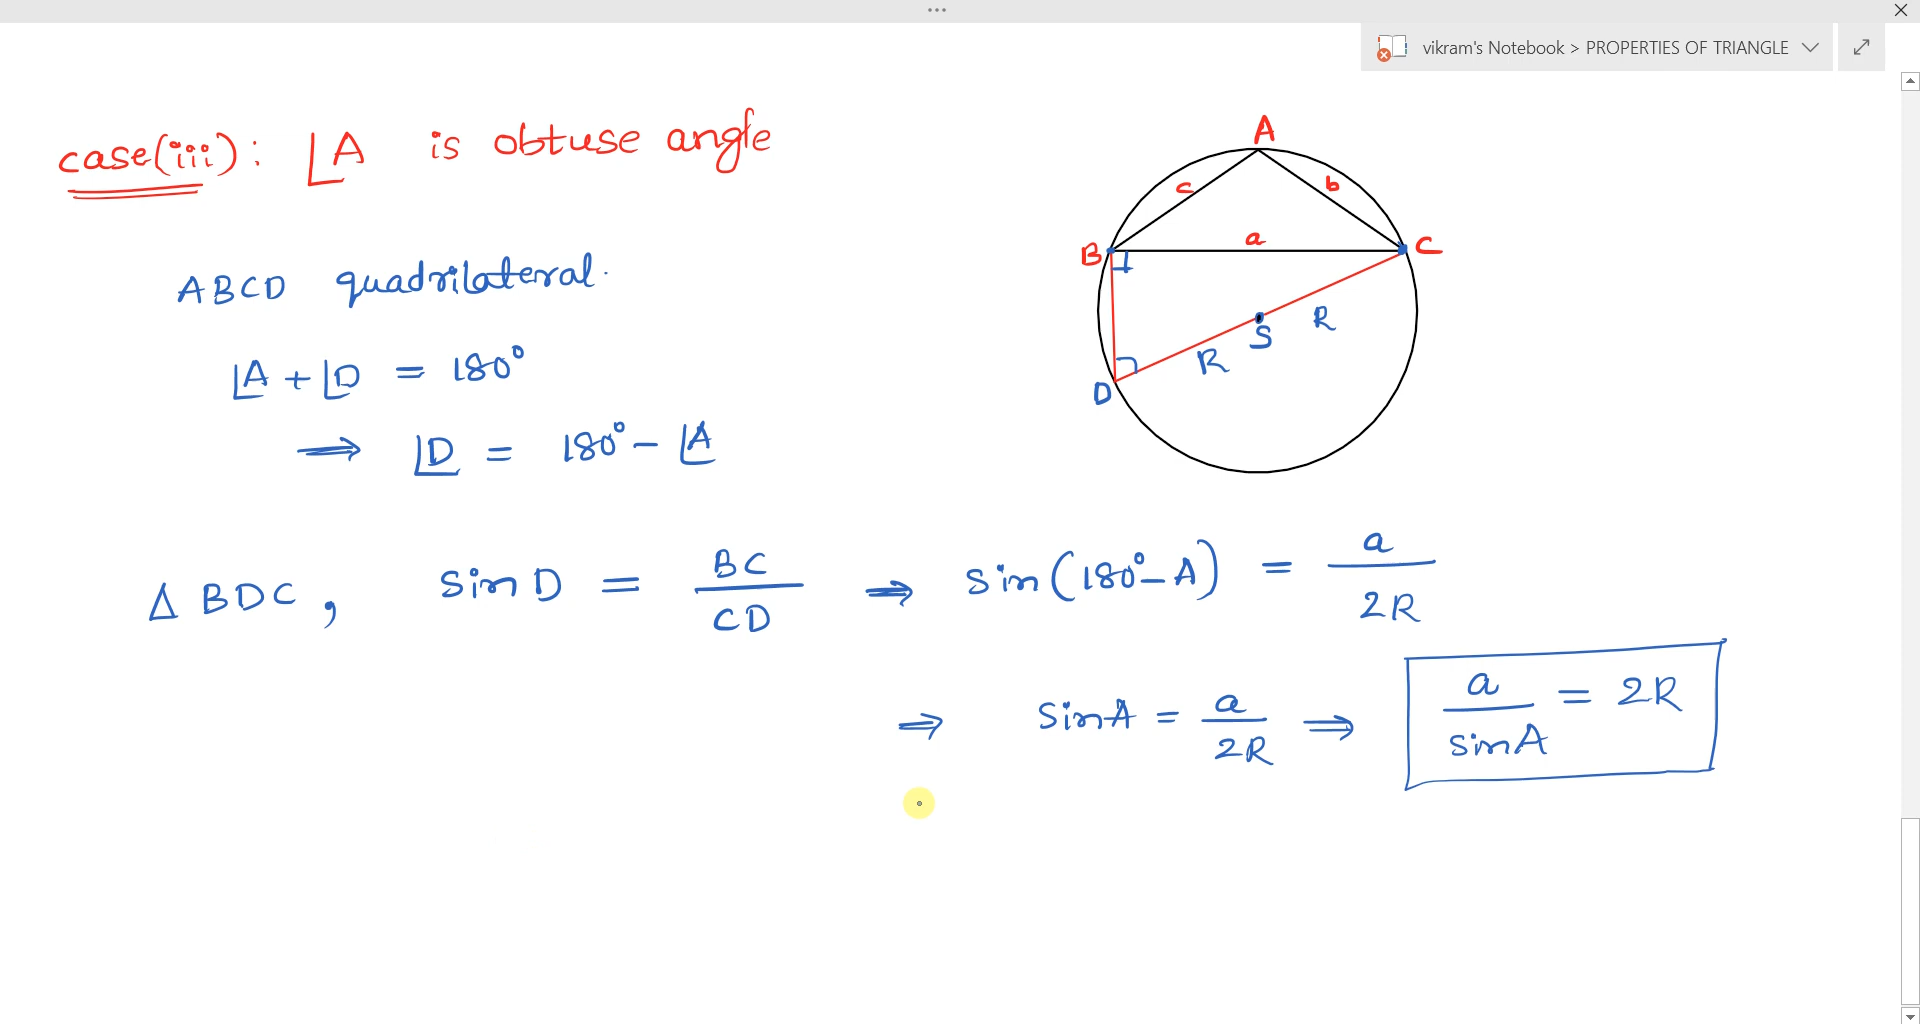 vikram's Notebook > PROPERTIES OF TRIANGLE
case(iii): ∠A is obtuse angle
ABCD quadrilateral.
∠A + ∠D = 180°
⟹ ∠D = 180° − ∠A
Δ BDC, sin D = BC/CD ⟹ sin(180° − A) = a/2R
⟹ sinA = a/2R ⟹ a/sinA = 2R
A
c b
B a C
S R
R
D